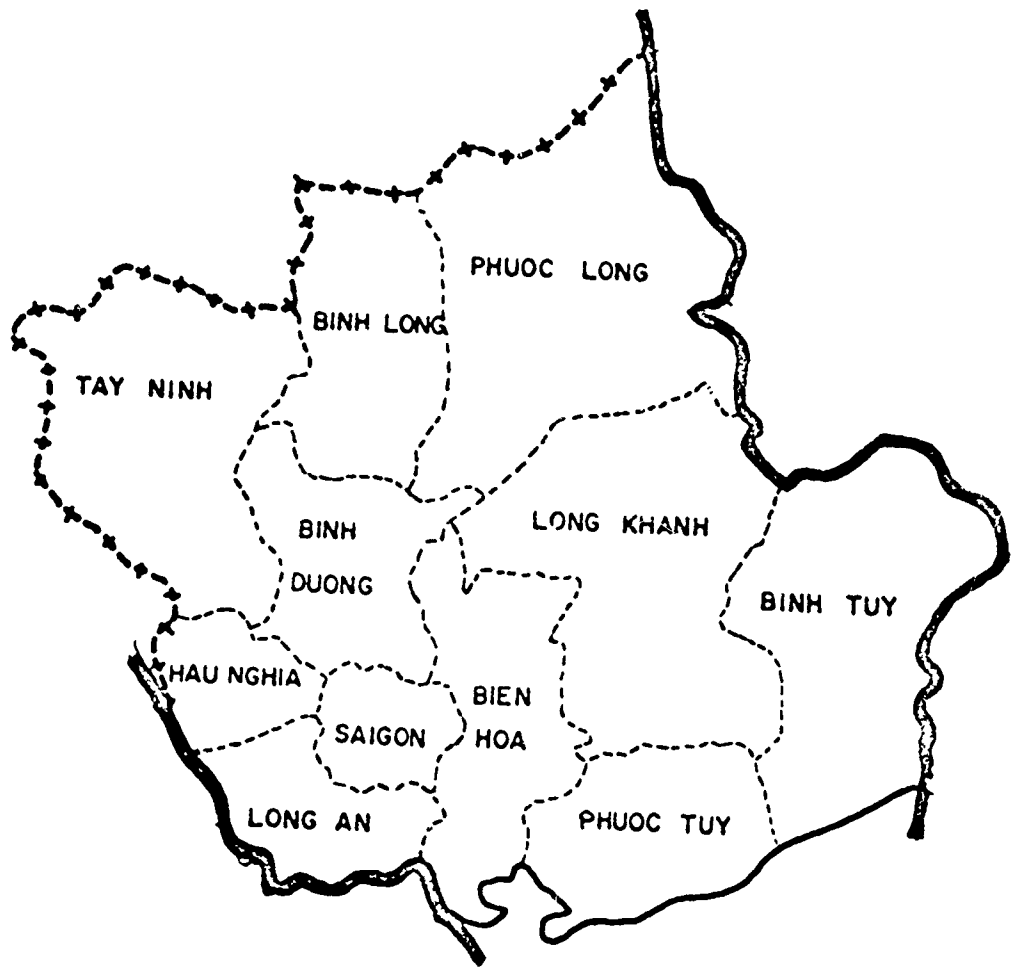 PHUOC LONG
BINH LONG
TAY NINH
LONG KHANH
BINH
DUONG
BINH TUY
HAU NGHIA
BIEN
HOA
SAIGON
LONG AN
PHUOC TUY